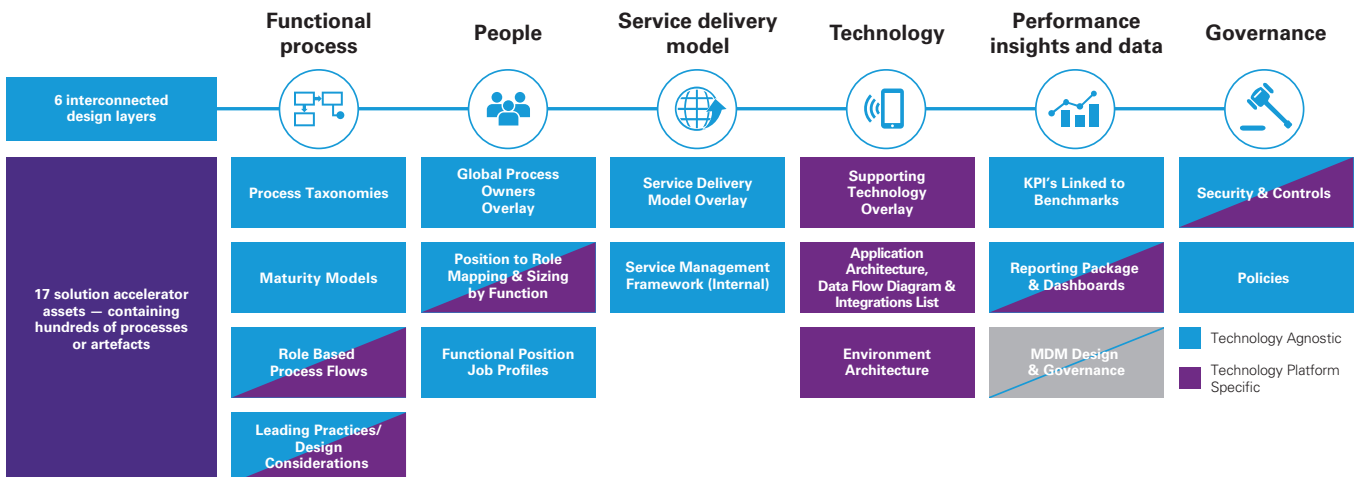 Functional
process
People
Service delivery
model
Technology
Performance
insights and data
Governance
6 interconnected
design layers
17 solution accelerator
assets — containing
hundreds of processes
or artefacts
Process Taxonomies
Maturity Models
Role Based
Process Flows
Leading Practices/
Design
Considerations
Global Process
Owners
Overlay
Position to Role
Mapping & Sizing
by Function
Functional Position
Job Profiles
Service Delivery
Model Overlay
Service Management
Framework (Internal)
Supporting
Technology
Overlay
Application
Architecture,
Data Flow Diagram &
Integrations List
Environment
Architecture
KPI's Linked to
Benchmarks
Reporting Package
& Dashboards
MDM Design
& Governance
Security & Controls
Policies
Technology Agnostic
Technology Platform
Specific